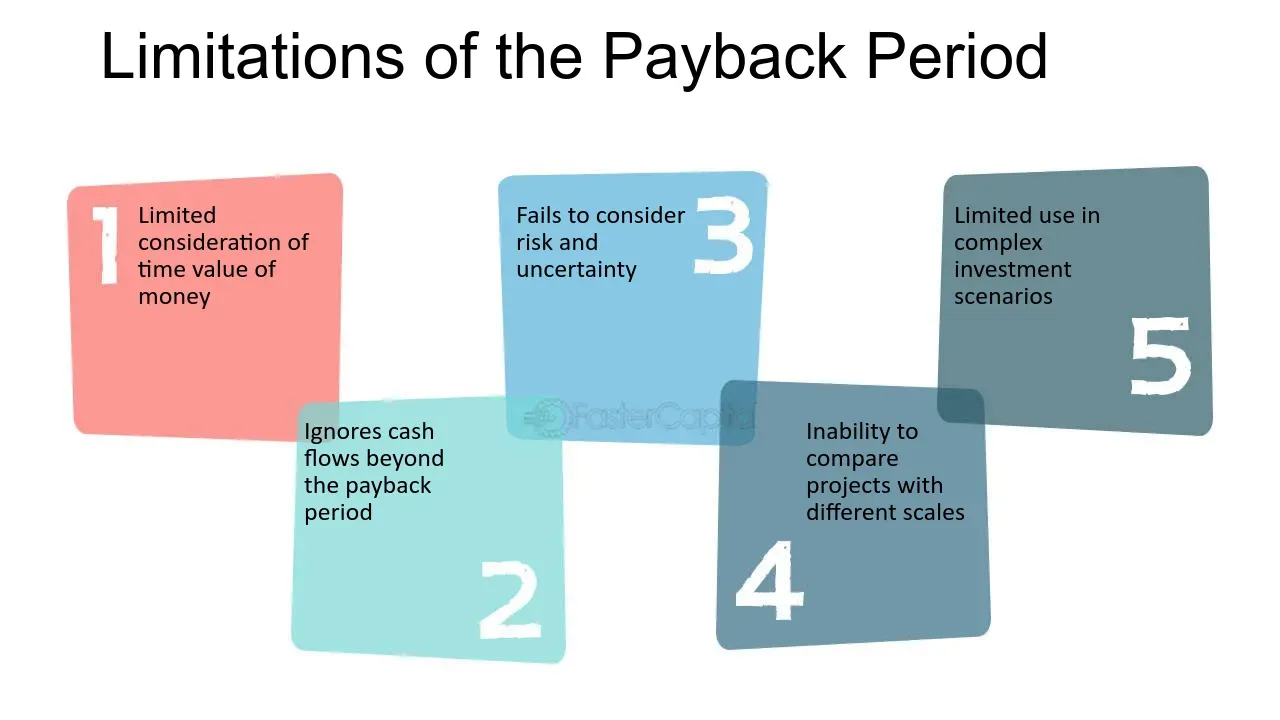 Limitations of the Payback Period
1
Limited
consideration of
time value of
money
2
Ignores cash
flows beyond
the payback
period
3
Fails to consider
risk and
uncertainty
FasterCapital
4
Inability to
compare
projects with
different scales
5
Limited use in
complex
investment
scenarios